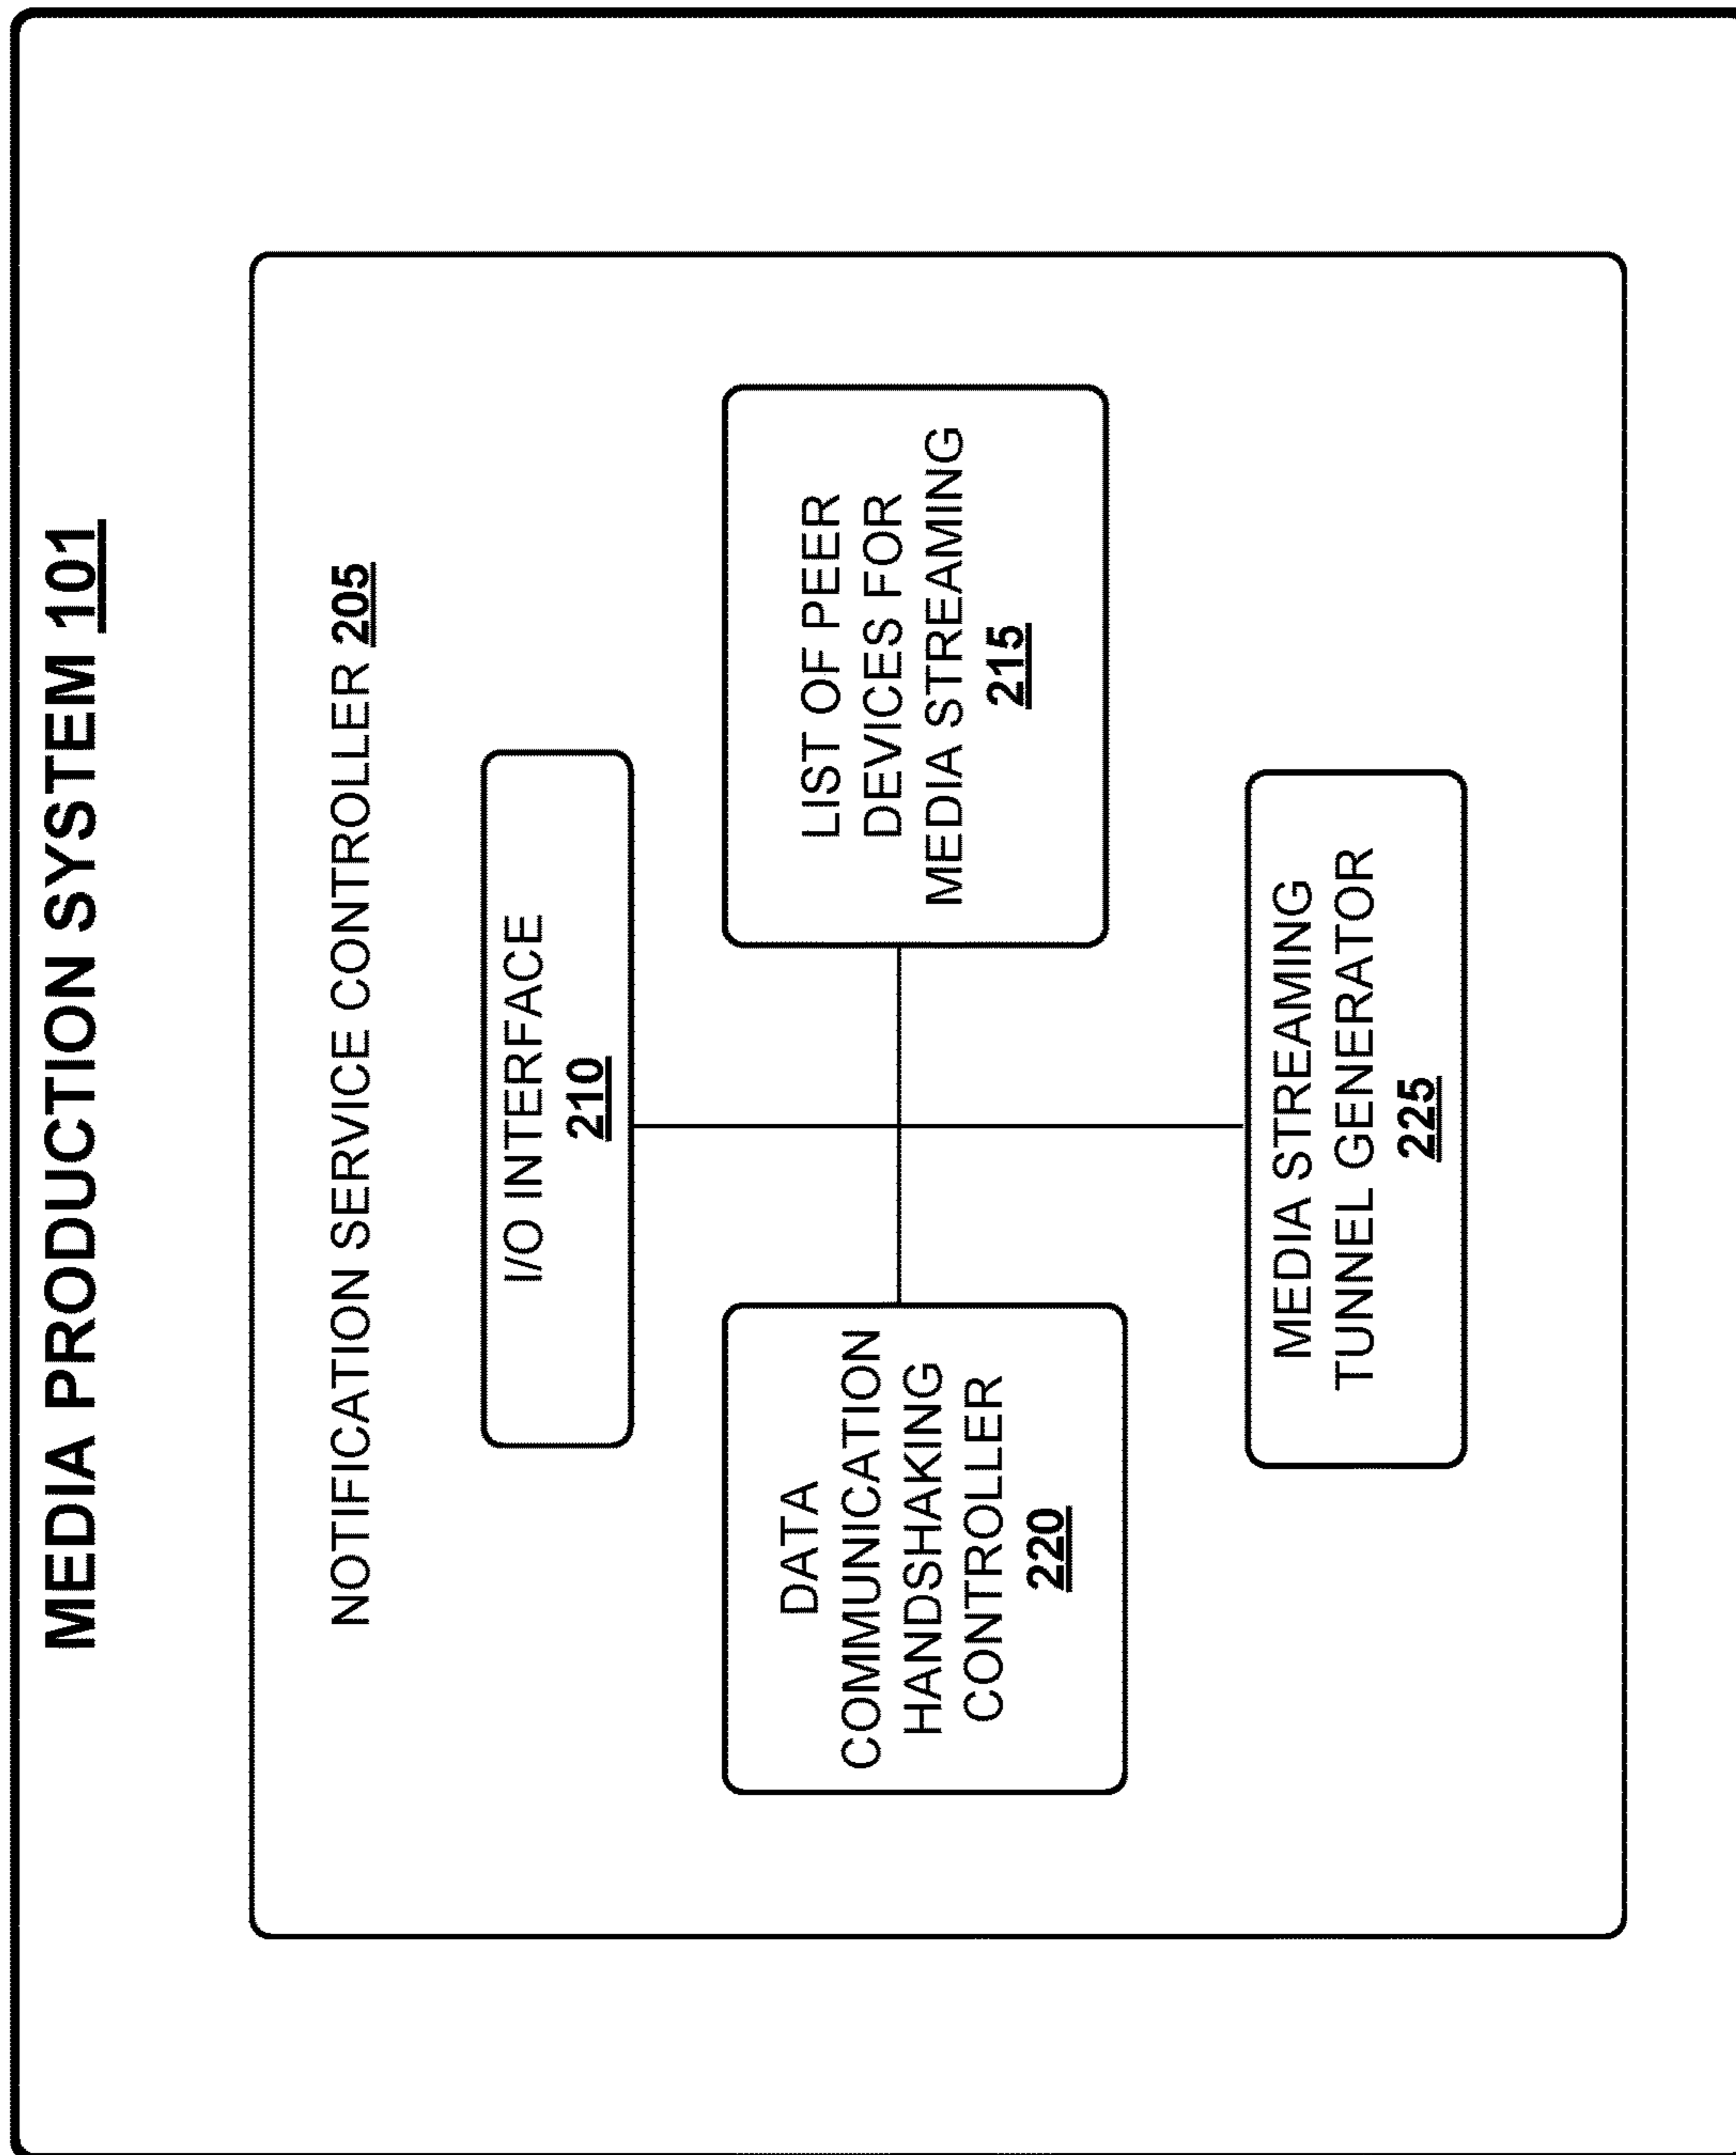 MEDIA PRODUCTION SYSTEM 101
NOTIFICATION SERVICE CONTROLLER 205
I/O INTERFACE
210
DATA
COMMUNICATION
HANDSHAKING
CONTROLLER
220
LIST OF PEER
DEVICES FOR
MEDIA STREAMING
215
MEDIA STREAMING
TUNNEL GENERATOR
225